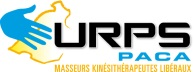 URPS
PACA
MASSEURS KINÉSITHÉRAPEUTES LIBÉRAUX